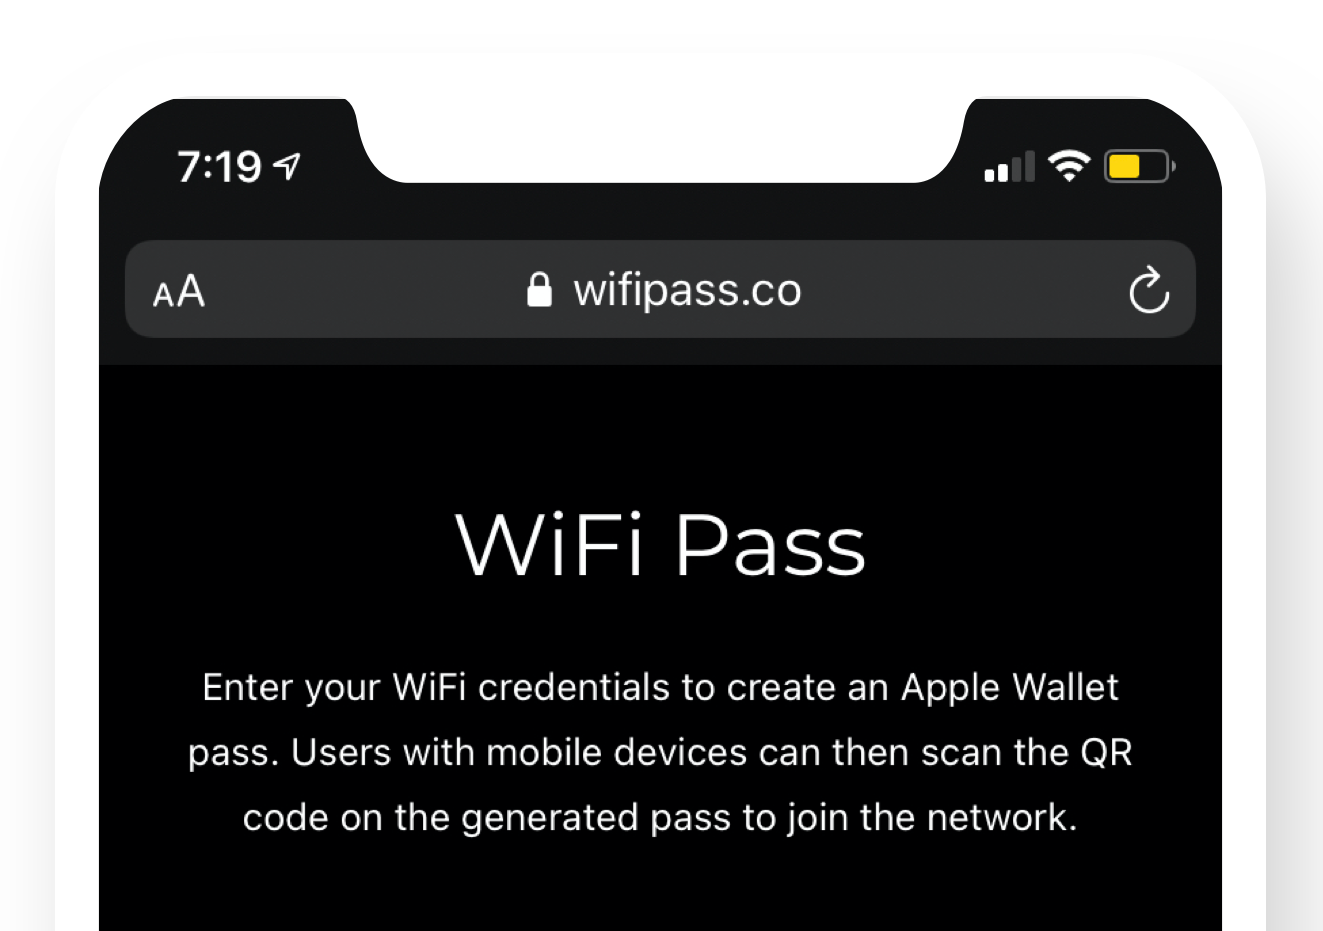 7:19
AA wifipass.co
WiFi Pass
Enter your WiFi credentials to create an Apple Wallet
pass. Users with mobile devices can then scan the QR
code on the generated pass to join the network.